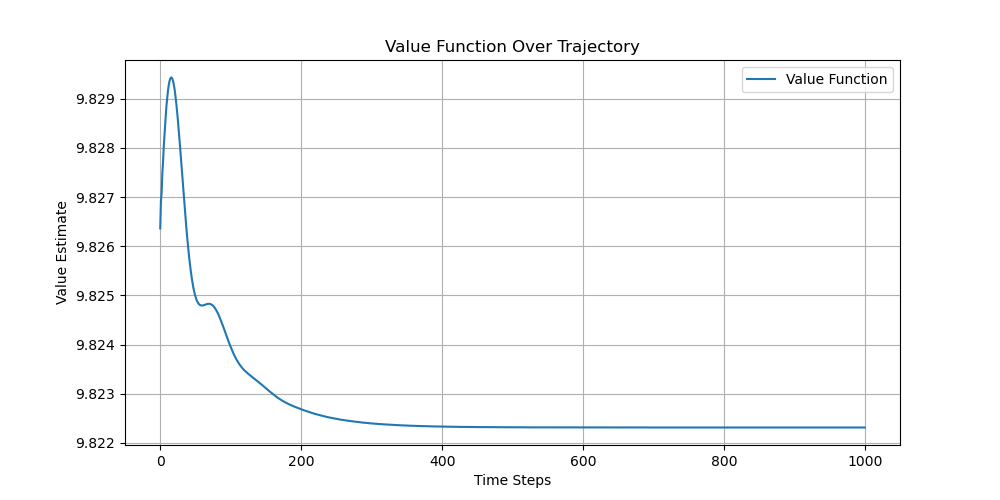 Value Function Over Trajectory
Value Function
9.829
9.828
9.827
9.826
9.825
9.824
9.823
9.822
Value Estimate
0 200 400 600 800 1000
Time Steps